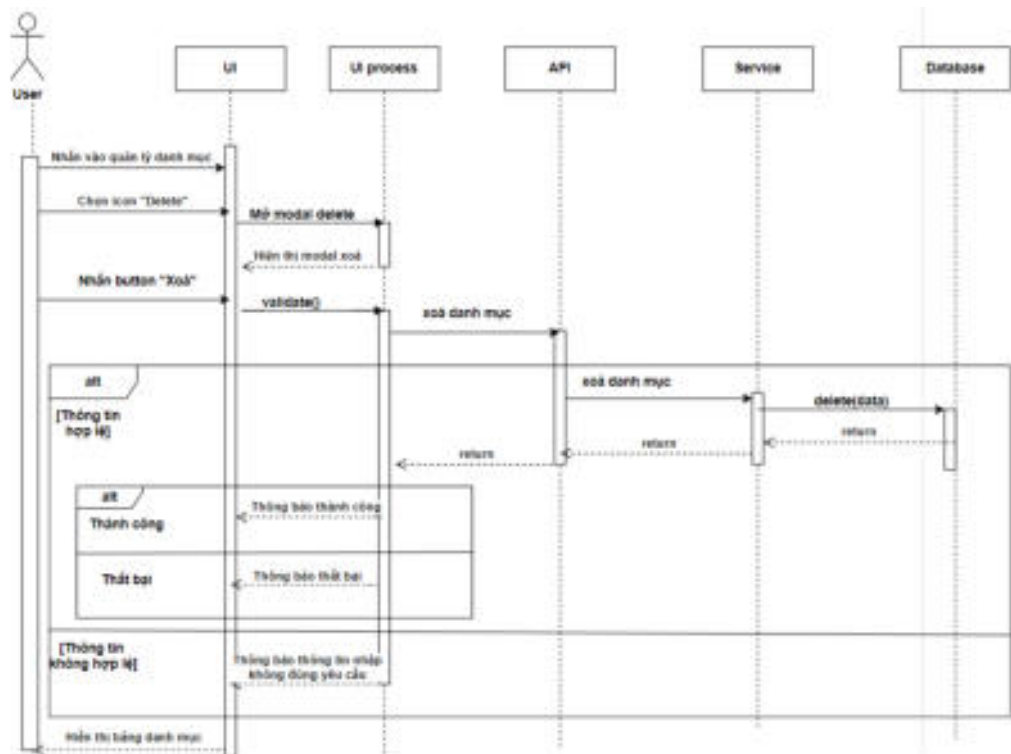 User
UI
UI process
API
Service
Database
Nhấn vào quản lý danh mục
Chọn icon "Delete"
Mở modal delete
Hiển thị modal xoá
Nhấn button "Xoá"
validate()
xoá danh mục
alt
xoá danh mục
[Thông tin
hợp lệ]
delete(data)
return
return
return
alt
Thông báo thành công
Thành công
Thất bại
Thông báo thất bại
[Thông tin
không hợp lệ]
Thông báo thông tin nhập
không đúng yêu cầu
Hiển thị bảng danh mục